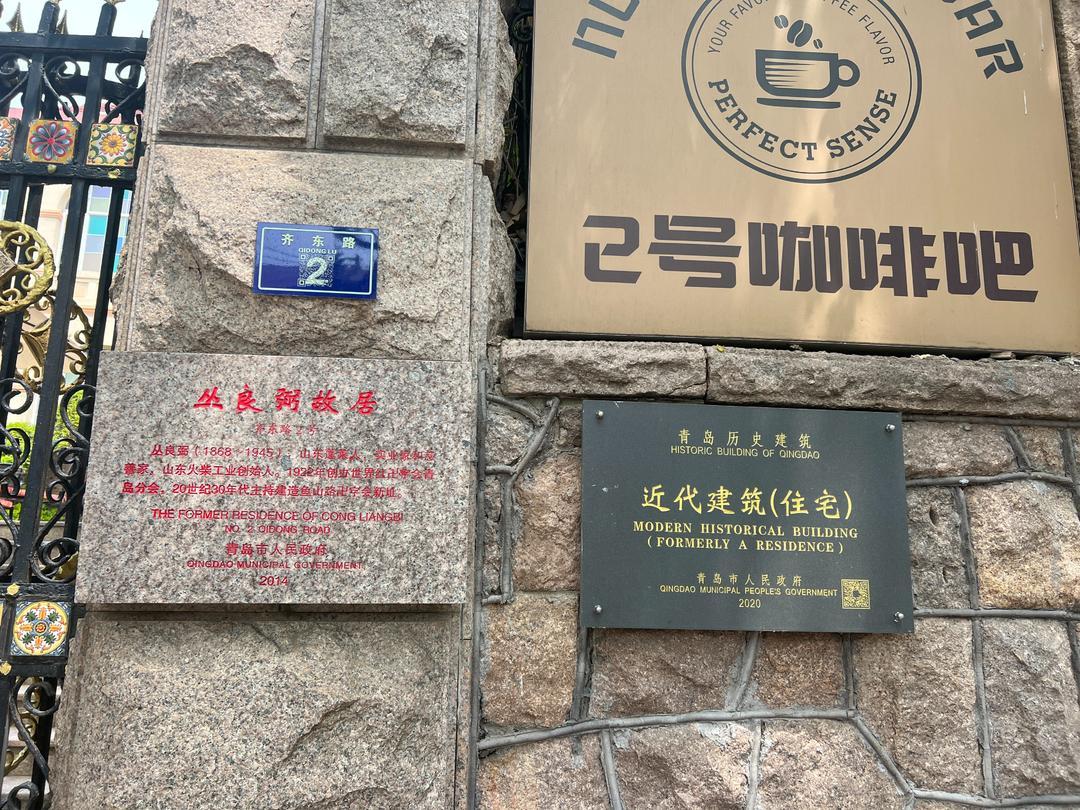 YOUR FAVO
FEE FLAVOR
PERFECT SENSE
2号咖啡吧
齐东路
QIDONG LU
2
丛良弼故居
齐东路2号
丛良弼（1868-1945），山东蓬莱人，实业家和慈
善家，山东火柴工业创始人。1922年创业世界红卍字会青
岛分会，20世纪30年代主持建造鱼山路卍字会新址。
THE FORMER RESIDENCE OF CONG LIANGBI
NO. 2 QIDONG ROAD
青岛市人民政府
QINGDAO MUNICIPAL GOVERNMENT
2014
青岛历史建筑
HISTORIC BUILDING OF QINGDAO
近代建筑(住宅)
MODERN HISTORICAL BUILDING
( FORMERLY A RESIDENCE )
青岛市人民政府
QINGDAO MUNICIPAL PEOPLE'S GOVERNMENT
2020